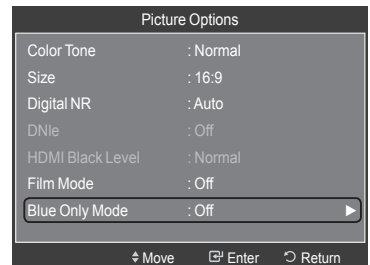 Picture Options
Color Tone : Normal
Size : 16:9
Digital NR : Auto
DNIe : Off
HDMI Black Level : Normal
Film Mode : Off
Blue Only Mode : Off
Move Enter Return